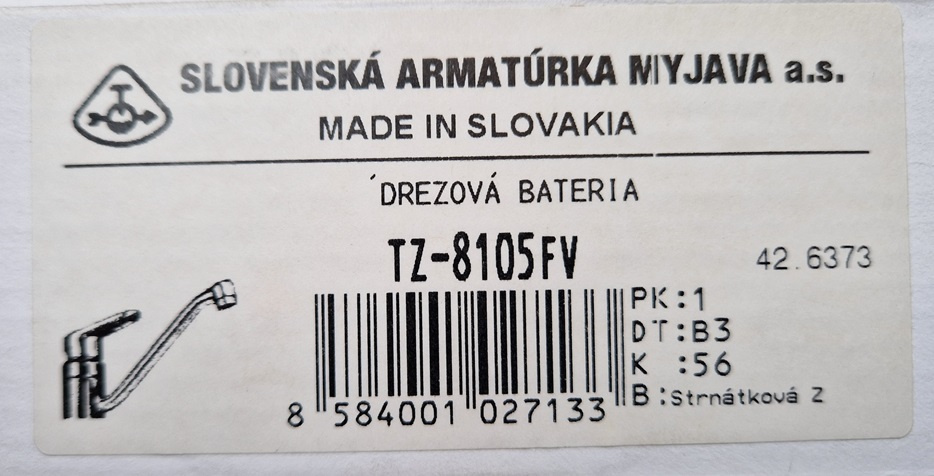 SLOVENSKÁ ARMATÚRKA MYJAVA a.s.
MADE IN SLOVAKIA
´DREZOVÁ BATERIA
TZ-8105FV
42.6373
PK:1
DT:B3
K :56
B:Strnátková Z
8 584001 027133